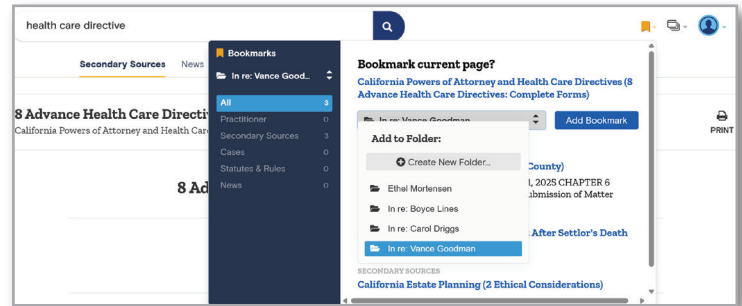 health care directive
Secondary Sources News
8 Advance Health Care Directi
California Powers of Attorney and Health Car
8 Ad
Bookmarks
In re: Vance Good...
All 3
Practitioner 0
Secondary Sources 3
Cases 0
Statutes & Rules 0
News 0
Bookmark current page?
California Powers of Attorney and Health Care Directives (8
Advance Health Care Directives: Complete Forms)
In re: Vance Goodman
Add Bookmark
Add to Folder:
Create New Folder...
Ethel Mortensen
In re: Boyce Lines
In re: Carol Driggs
In re: Vance Goodman
County)
, 2025 CHAPTER 6
ubmission of Matter
After Settlor's Death
SECONDARY SOURCES
California Estate Planning (2 Ethical Considerations)
PRINT